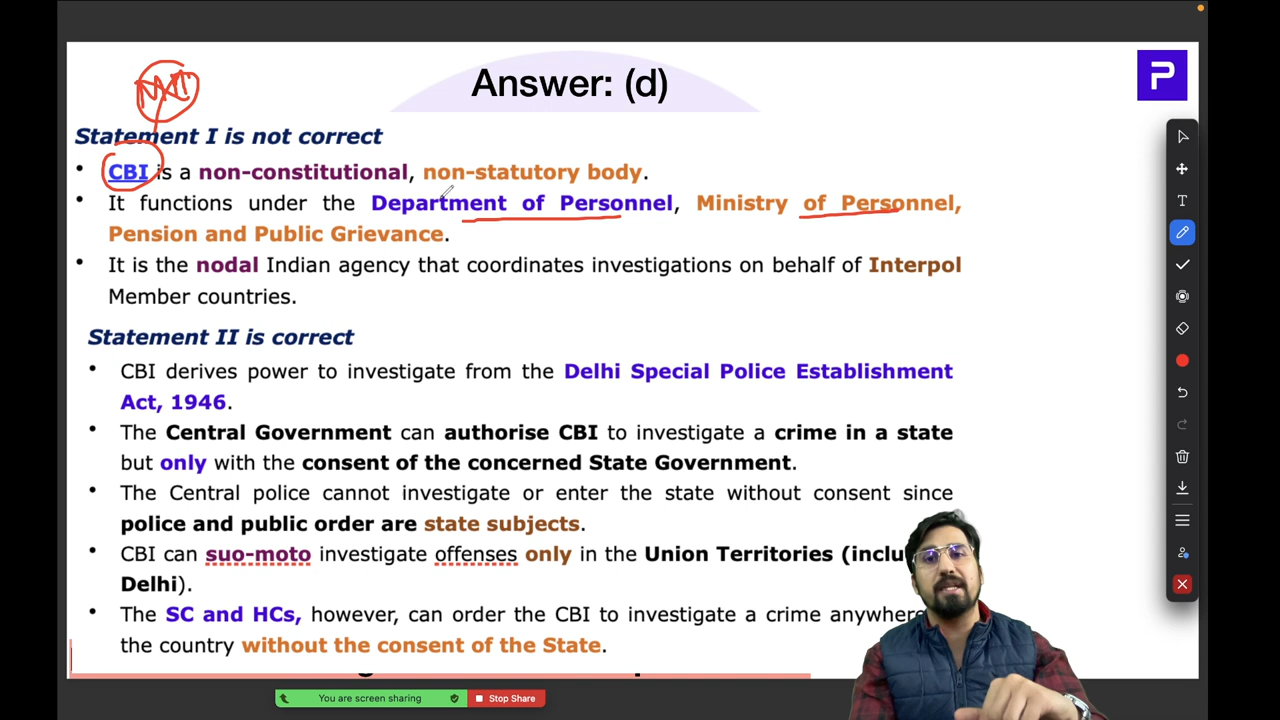 Answer: (d)
P
Statement I is not correct
• CBI is a non-constitutional, non-statutory body.
• It functions under the Department of Personnel, Ministry of Personnel,
Pension and Public Grievance.
• It is the nodal Indian agency that coordinates investigations on behalf of Interpol
Member countries.
Statement II is correct
• CBI derives power to investigate from the Delhi Special Police Establishment
Act, 1946.
• The Central Government can authorise CBI to investigate a crime in a state
but only with the consent of the concerned State Government.
• The Central police cannot investigate or enter the state without consent since
police and public order are state subjects.
• CBI can suo-moto investigate offenses only in the Union Territories (inclu
Delhi).
• The SC and HCs, however, can order the CBI to investigate a crime anywhere
the country without the consent of the State.
You are screen sharing
Stop Share